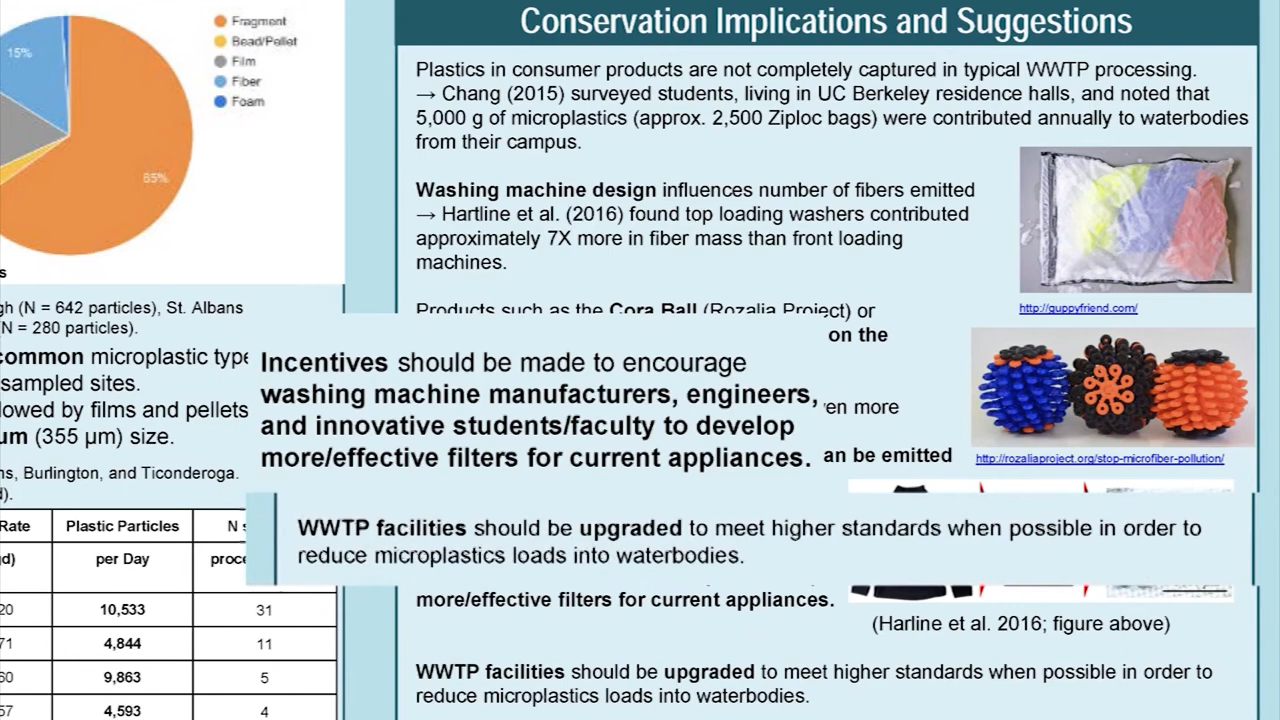 Fragment
Bead/Pellet
Film
Fiber
Foam
15%
65%
s
gh (N = 642 particles), St. Albans
(N = 280 particles).
common microplastic type
sampled sites.
lowed by films and pellets
um (355 µm) size.
ns, Burlington, and Ticonderoga.
d).
Rate Plastic Particles N s
gd) per Day proce
20 10,533 31
71 4,844 11
60 9,863 5
57 4,593 4
Conservation Implications and Suggestions
Plastics in consumer products are not completely captured in typical WWTP processing.
→ Chang (2015) surveyed students, living in UC Berkeley residence halls, and noted that
5,000 g of microplastics (approx. 2,500 Ziploc bags) were contributed annually to waterbodies
from their campus.
Washing machine design influences number of fibers emitted
→ Hartline et al. (2016) found top loading washers contributed
approximately 7X more in fiber mass than front loading
machines.
http://guppyfriend.com/
Products such as the Cora Ball (Rozalia Project) or
on the
Incentives should be made to encourage
washing machine manufacturers, engineers,
and innovative students/faculty to develop
more/effective filters for current appliances.
en more
an be emitted
http://rozaliaproject.org/stop-microfiber-pollution/
WWTP facilities should be upgraded to meet higher standards when possible in order to
reduce microplastics loads into waterbodies.
more/effective filters for current appliances.
(Harline et al. 2016; figure above)
WWTP facilities should be upgraded to meet higher standards when possible in order to
reduce microplastics loads into waterbodies.